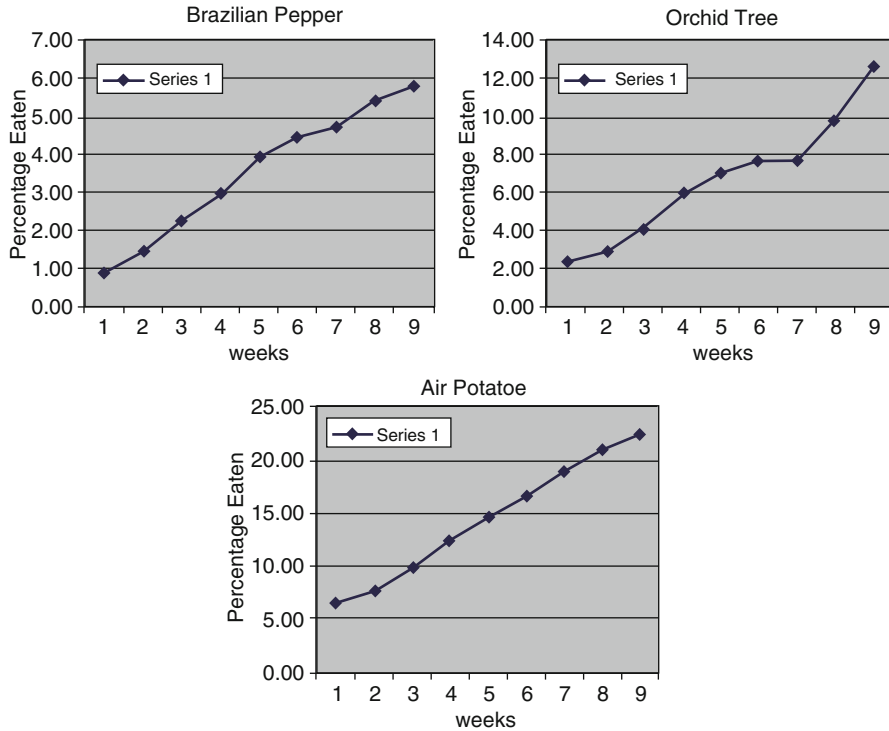 Brazilian Pepper
Percentage Eaten
7.00
6.00
5.00
4.00
3.00
2.00
1.00
0.00
Series 1
1 2 3 4 5 6 7 8 9
weeks
Orchid Tree
Percentage Eaten
14.00
12.00
10.00
8.00
6.00
4.00
2.00
0.00
Series 1
1 2 3 4 5 6 7 8 9
weeks
Air Potatoe
Percentage Eaten
25.00
20.00
15.00
10.00
5.00
0.00
Series 1
1 2 3 4 5 6 7 8 9
weeks